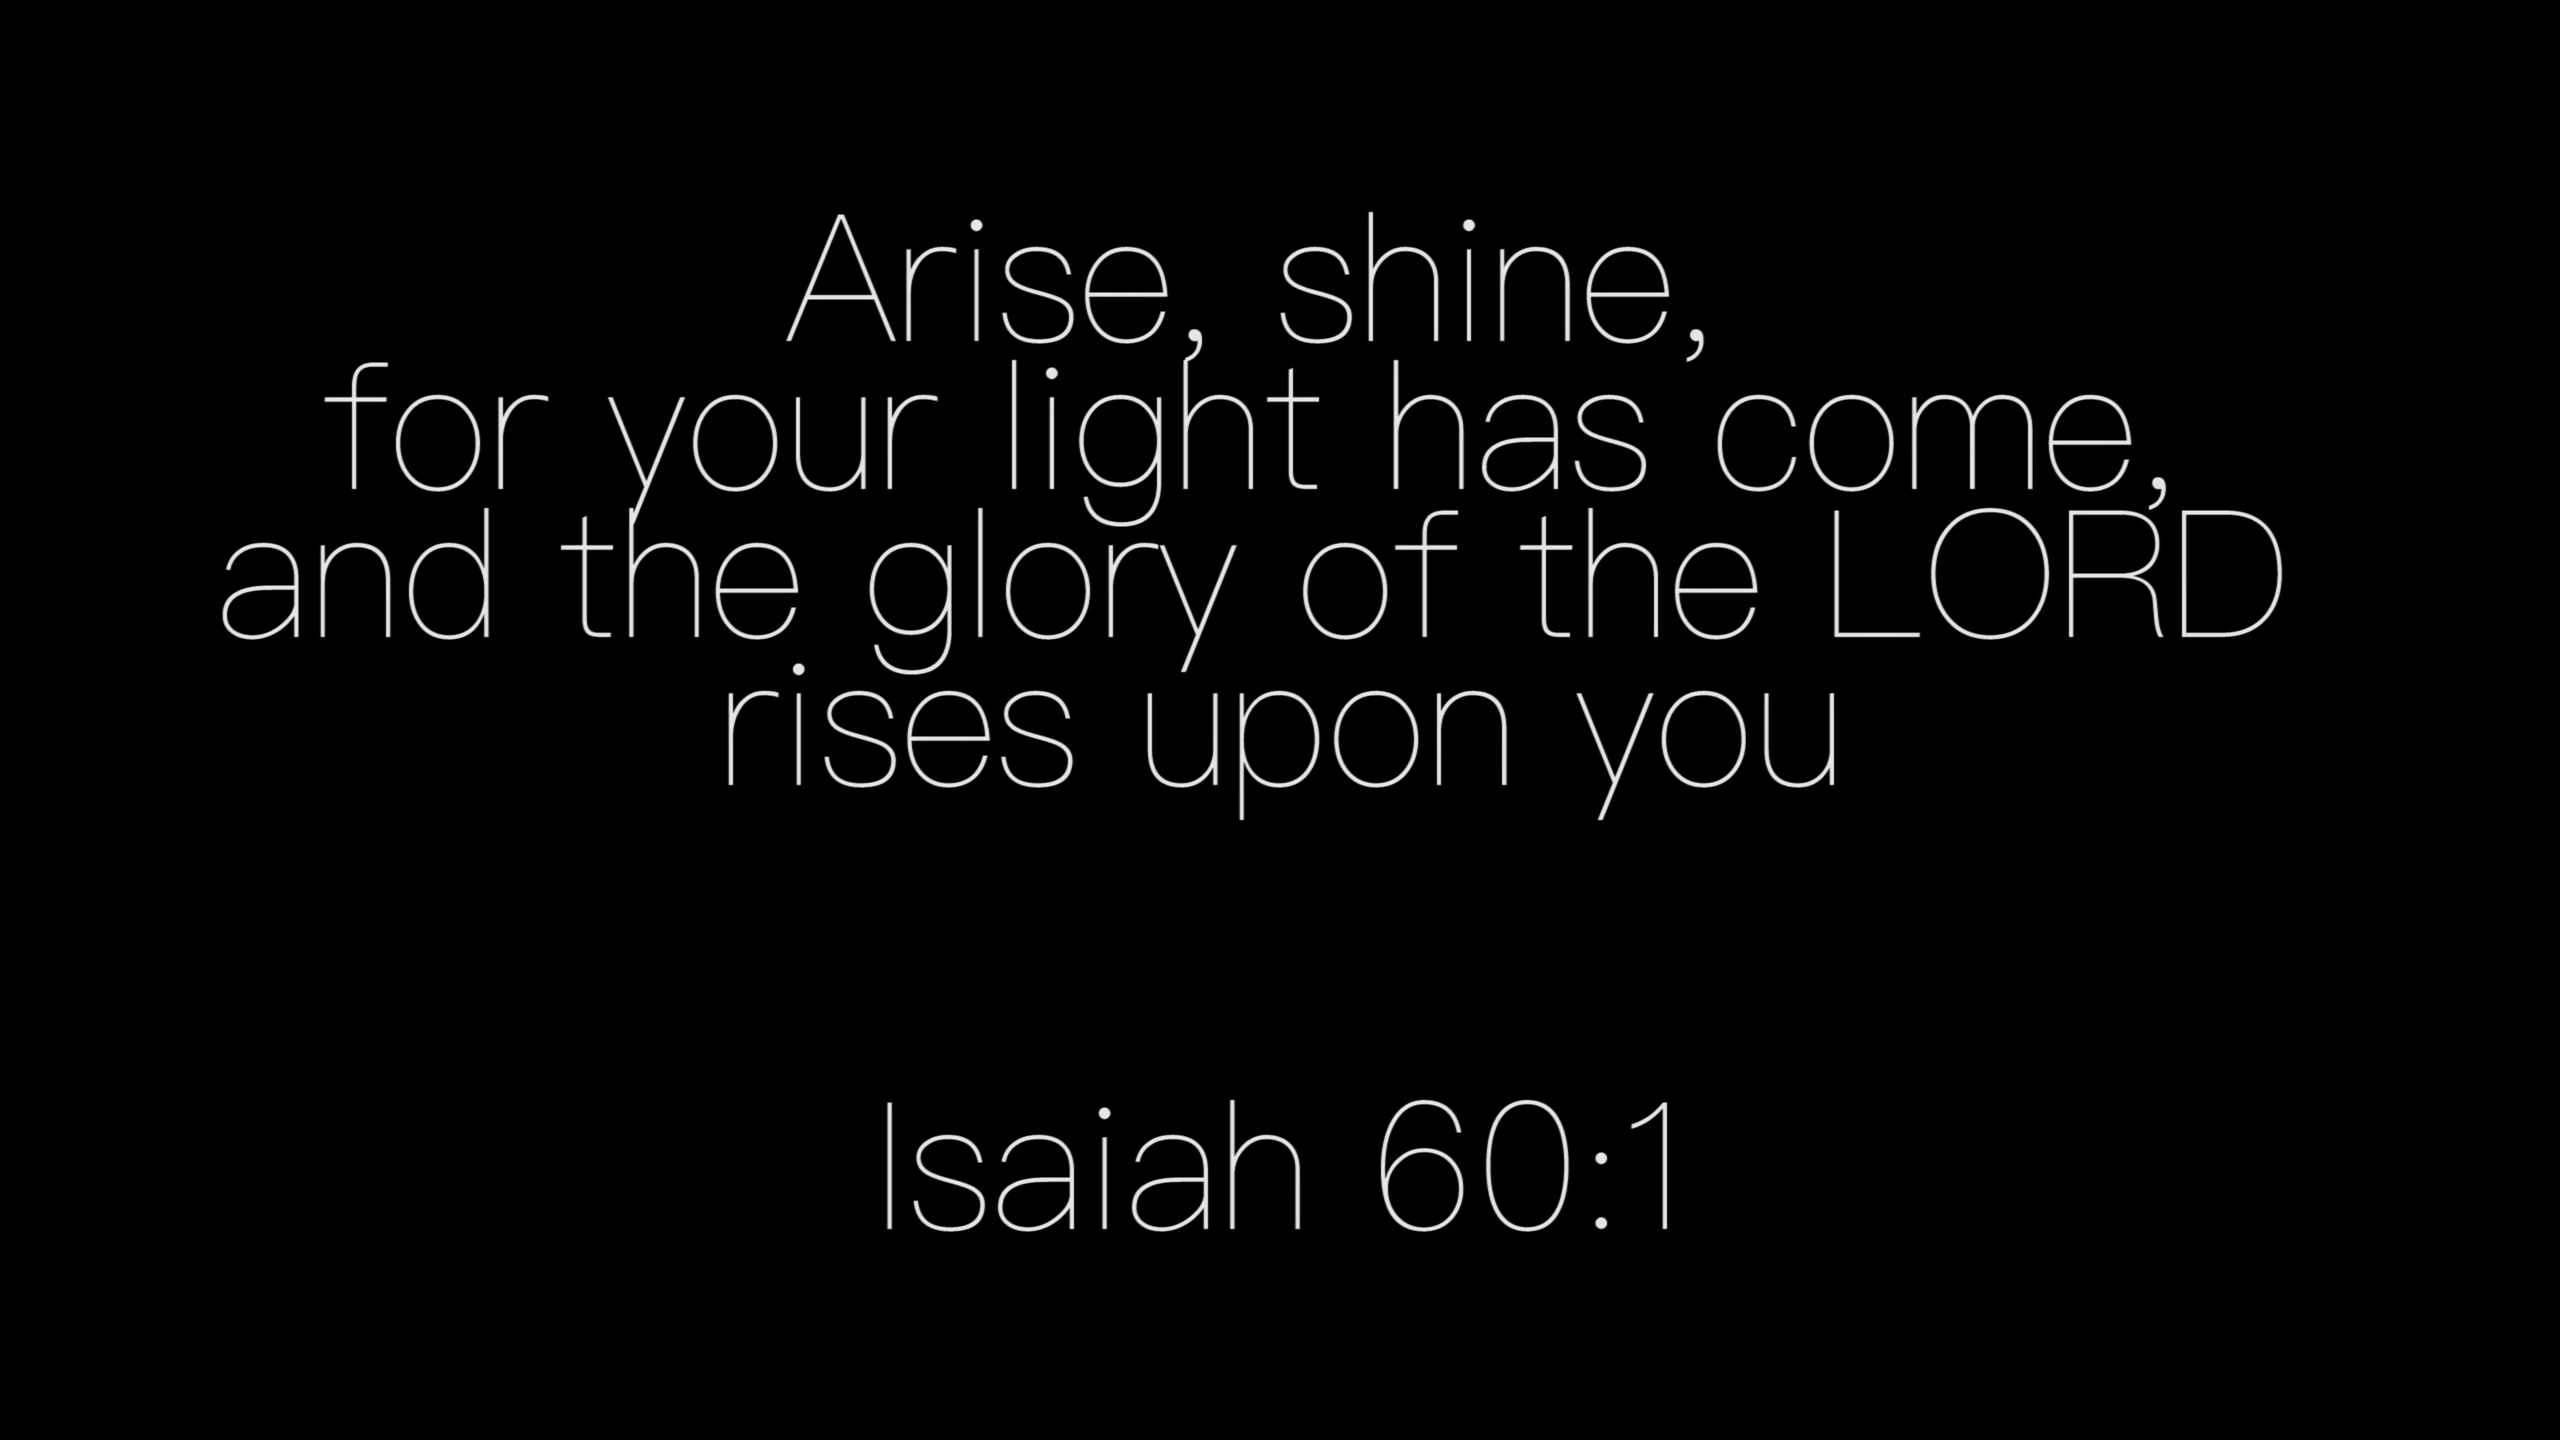 Arise, shine,
for your light has come,
and the glory of the LORD
rises upon you
Isaiah 60:1